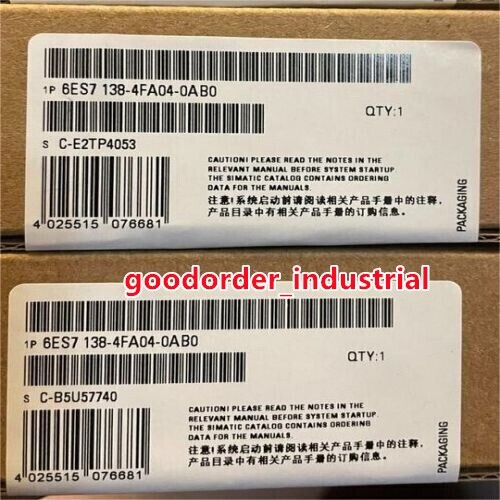 1P 6ES7 138-4FA04-0AB0
QTY:1
S C-E2TP4053
CAUTION! PLEASE READ THE NOTES IN THE
RELEVANT MANUAL BEFORE SYSTEM STARTUP
THE SIMATIC CATALOG CONTAINS ORDERING
DATA FOR THE MANUALS.
注意!系统启动前请阅读相关产品手册中的注释,
产品目录中有相关产品手册的订购信息。
4 025515 076681
PACKAGING
goodorder_industrial
1P 6ES7 138-4FA04-0AB0
QTY:1
S C-B5U57740
CAUTION! PLEASE READ THE NOTES IN THE
RELEVANT MANUAL BEFORE SYSTEM STARTUP.
THE SIMATIC CATALOG CONTAINS ORDERING
DATA FOR THE MANUALS.
注意!系统启动前请阅读相关产品手册中的注释,
产品目录中有相关产品手册的订购信息。
4 025515 076681
PACKAGING